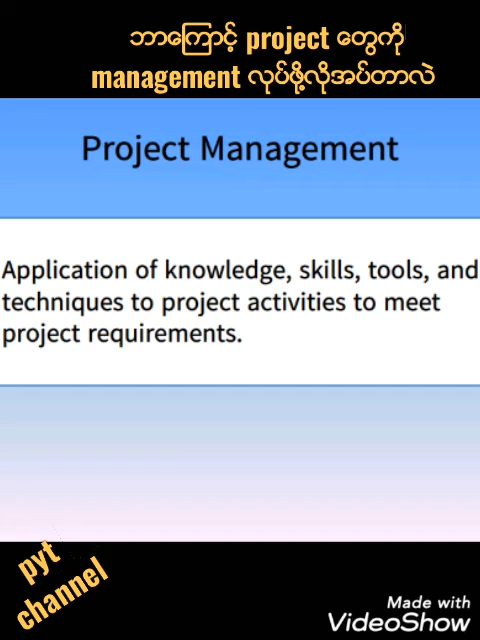 ဘာကြောင့် project တွေကို
management လုပ်ဖို့လိုအပ်တာလဲ
Project Management
Application of knowledge, skills, tools, and
techniques to project activities to meet
project requirements.
pyt
channel
Made with
VideoShow